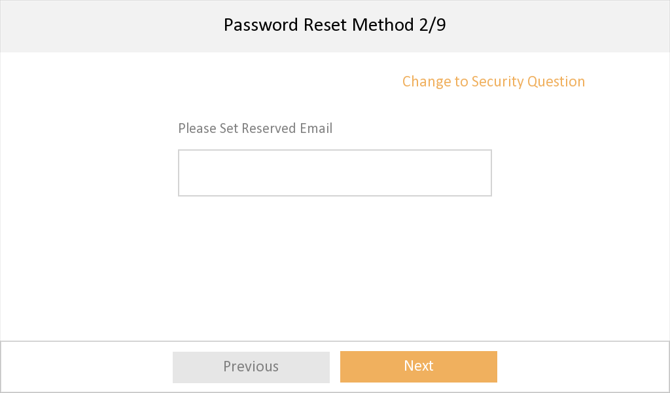 Password Reset Method 2/9
Change to Security Question
Please Set Reserved Email
Previous
Next